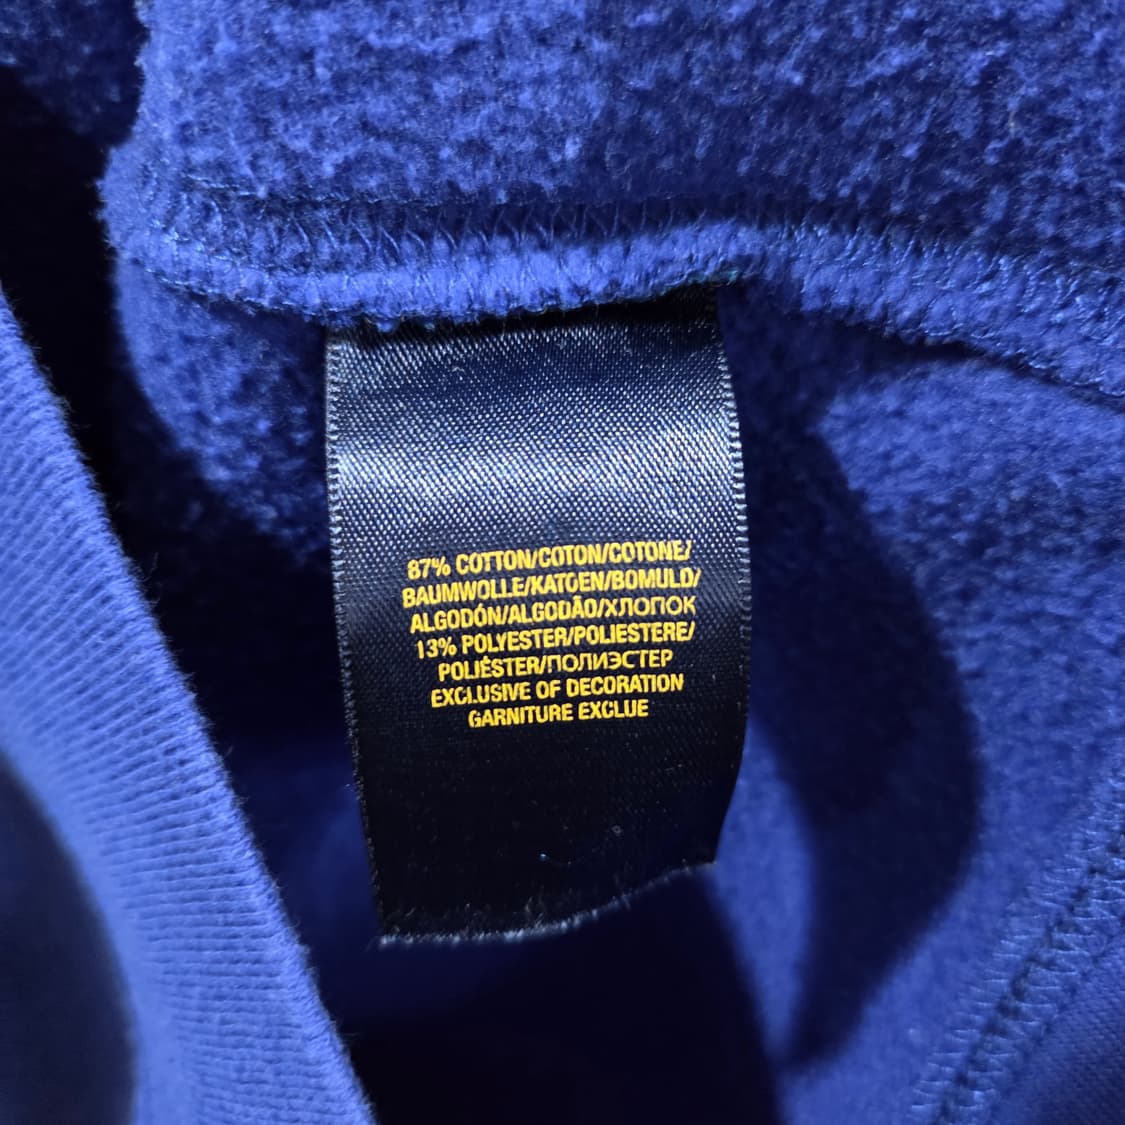 87% COTTON/COTON/COTONE/
BAUMWOLLE/KATOEN/BOMULD/
ALGODÓN/ALGODÃO/ХЛОПОК
13% POLYESTER/POLIESTERE/
POLIÉSTER/ПОЛИЭСТЕР
EXCLUSIVE OF DECORATION
GARNITURE EXCLUE